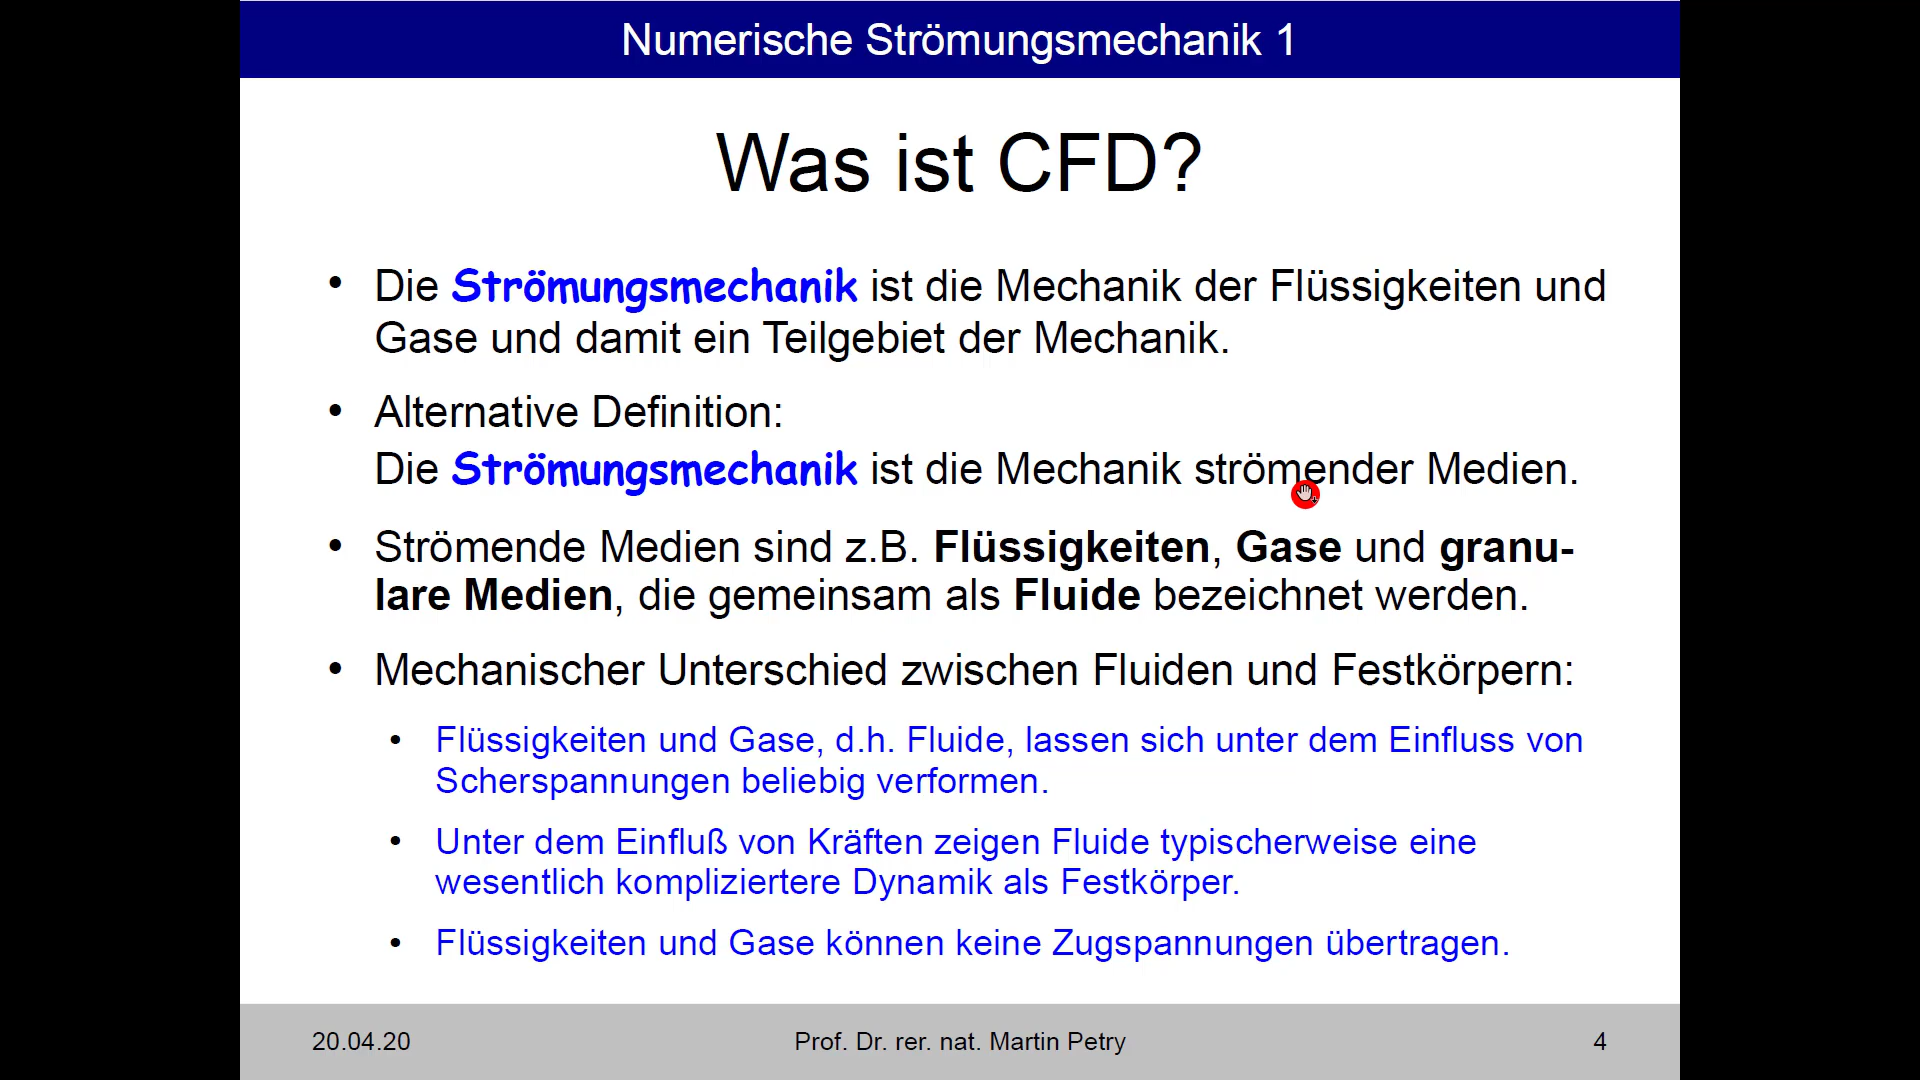 Numerische Strömungsmechanik 1
Was ist CFD?
• Die Strömungsmechanik ist die Mechanik der Flüssigkeiten und
Gase und damit ein Teilgebiet der Mechanik.
• Alternative Definition:
Die Strömungsmechanik ist die Mechanik strömender Medien.
• Strömende Medien sind z.B. Flüssigkeiten, Gase und granu-
lare Medien, die gemeinsam als Fluide bezeichnet werden.
• Mechanischer Unterschied zwischen Fluiden und Festkörpern:
• Flüssigkeiten und Gase, d.h. Fluide, lassen sich unter dem Einfluss von
Scherspannungen beliebig verformen.
• Unter dem Einfluß von Kräften zeigen Fluide typischerweise eine
wesentlich kompliziertere Dynamik als Festkörper.
• Flüssigkeiten und Gase können keine Zugspannungen übertragen.
20.04.20 Prof. Dr. rer. nat. Martin Petry 4